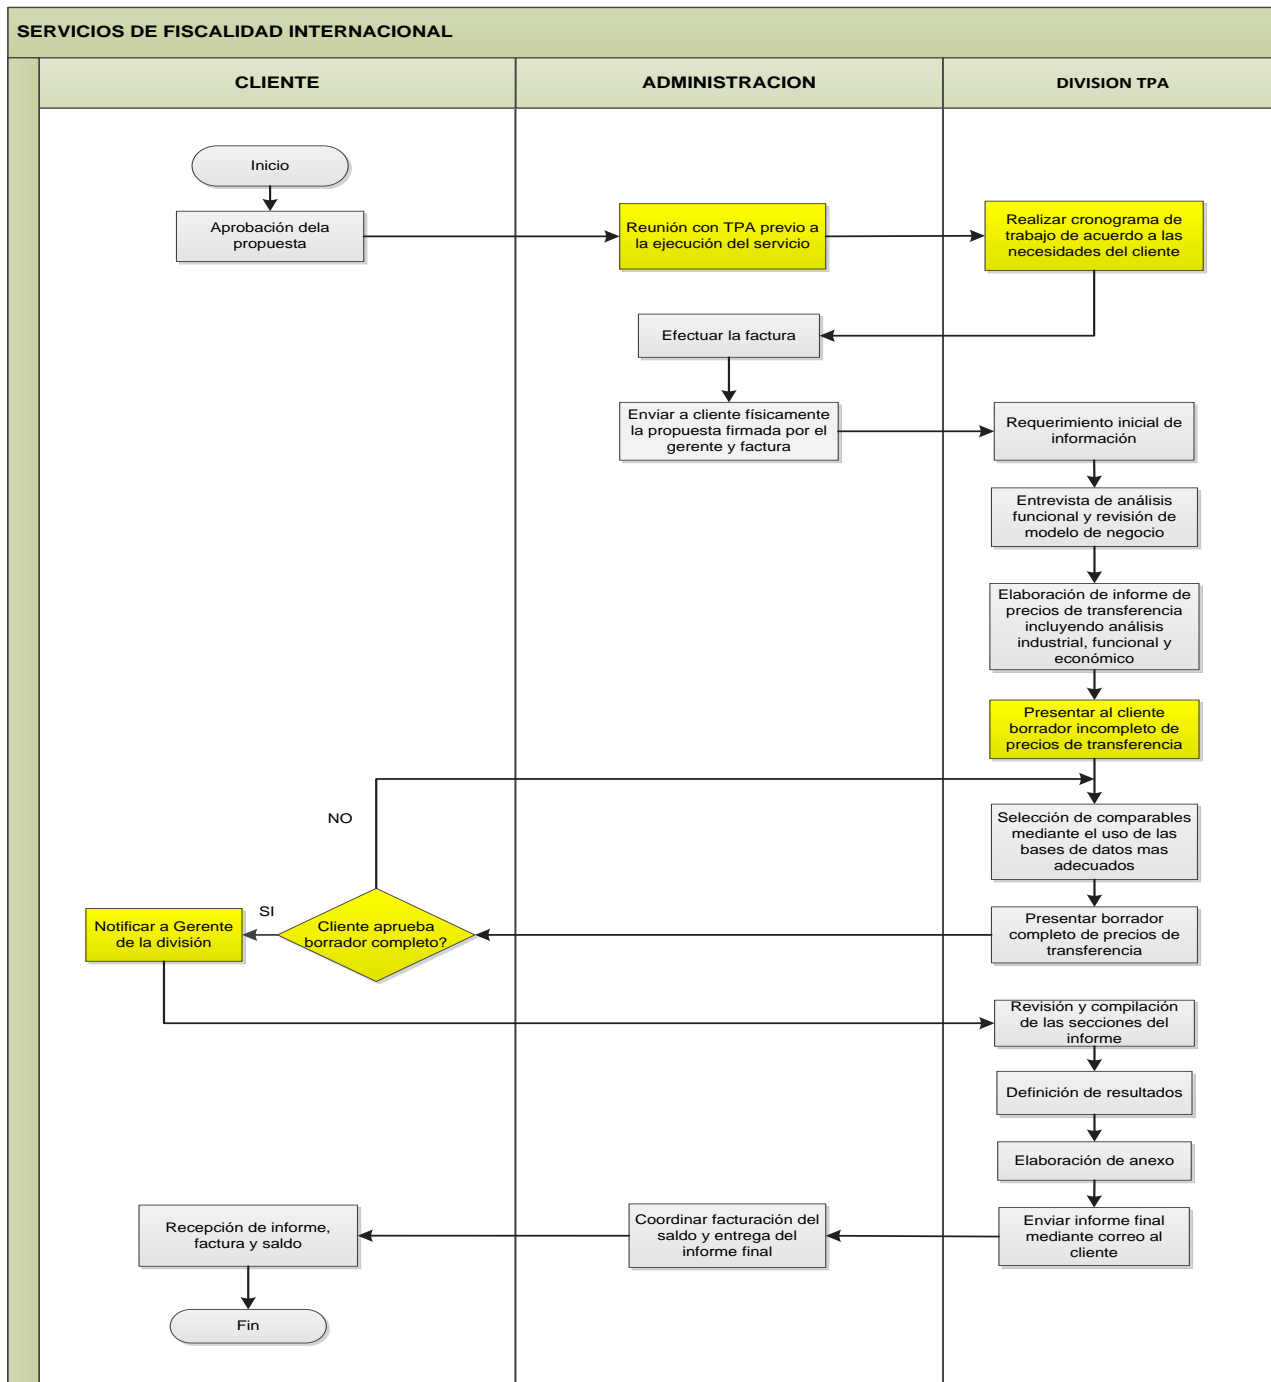 SERVICIOS DE FISCALIDAD INTERNACIONAL
CLIENTE
ADMINISTRACION
DIVISION TPA
Inicio
Aprobación dela
propuesta
Reunión con TPA previo a
la ejecución del servicio
Realizar cronograma de
trabajo de acuerdo a las
necesidades del cliente
Efectuar la factura
Enviar a cliente físicamente
la propuesta firmada por el
gerente y factura
Requerimiento inicial de
información
Entrevista de análisis
funcional y revisión de
modelo de negocio
Elaboración de informe de
precios de transferencia
incluyendo análisis
industrial, funcional y
económico
Presentar al cliente
borrador incompleto de
precios de transferencia
NO
Selección de comparables
mediante el uso de las
bases de datos mas
adecuados
Notificar a Gerente
de la división
SI
Cliente aprueba
borrador completo?
Presentar borrador
completo de precios de
transferencia
Revisión y compilación
de las secciones del
informe
Definición de resultados
Elaboración de anexo
Recepción de informe,
factura y saldo
Coordinar facturación del
saldo y entrega del
informe final
Enviar informe final
mediante correo al
cliente
Fin